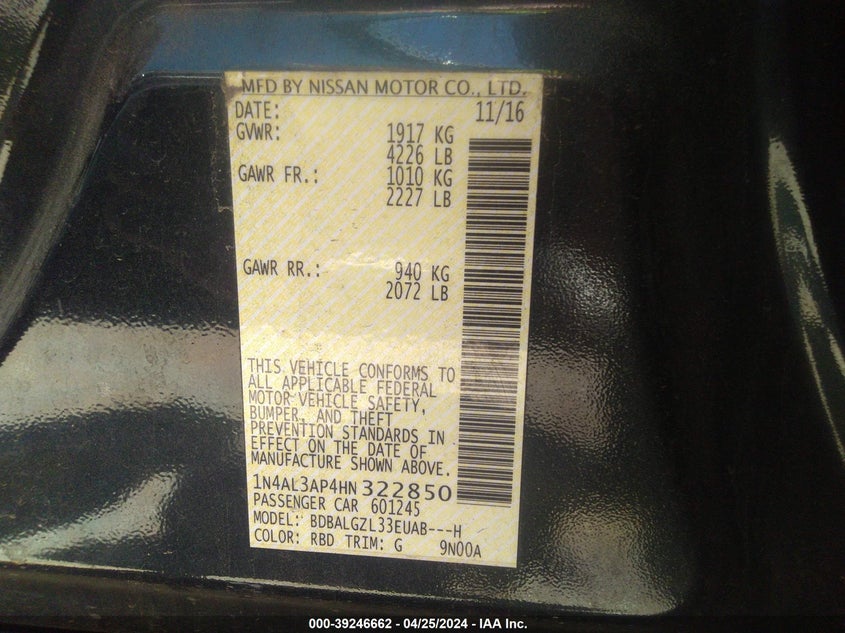 MFD BY NISSAN MOTOR CO., LTD.
DATE: 11/16
GVWR: 1917 KG
4226 LB
GAWR FR.: 1010 KG
2227 LB
GAWR RR.: 940 KG
2072 LB
THIS VEHICLE CONFORMS TO
ALL APPLICABLE FEDERAL
MOTOR VEHICLE SAFETY,
BUMPER, AND THEFT
PREVENTION STANDARDS IN
EFFECT ON THE DATE OF
MANUFACTURE SHOWN ABOVE.
1N4AL3AP4HN322850
PASSENGER CAR 601245
MODEL: BDBALGZL33EUAB---H
COLOR: RBD TRIM: G 9N00A
000-39246662 - 04/25/2024 - IAA Inc.